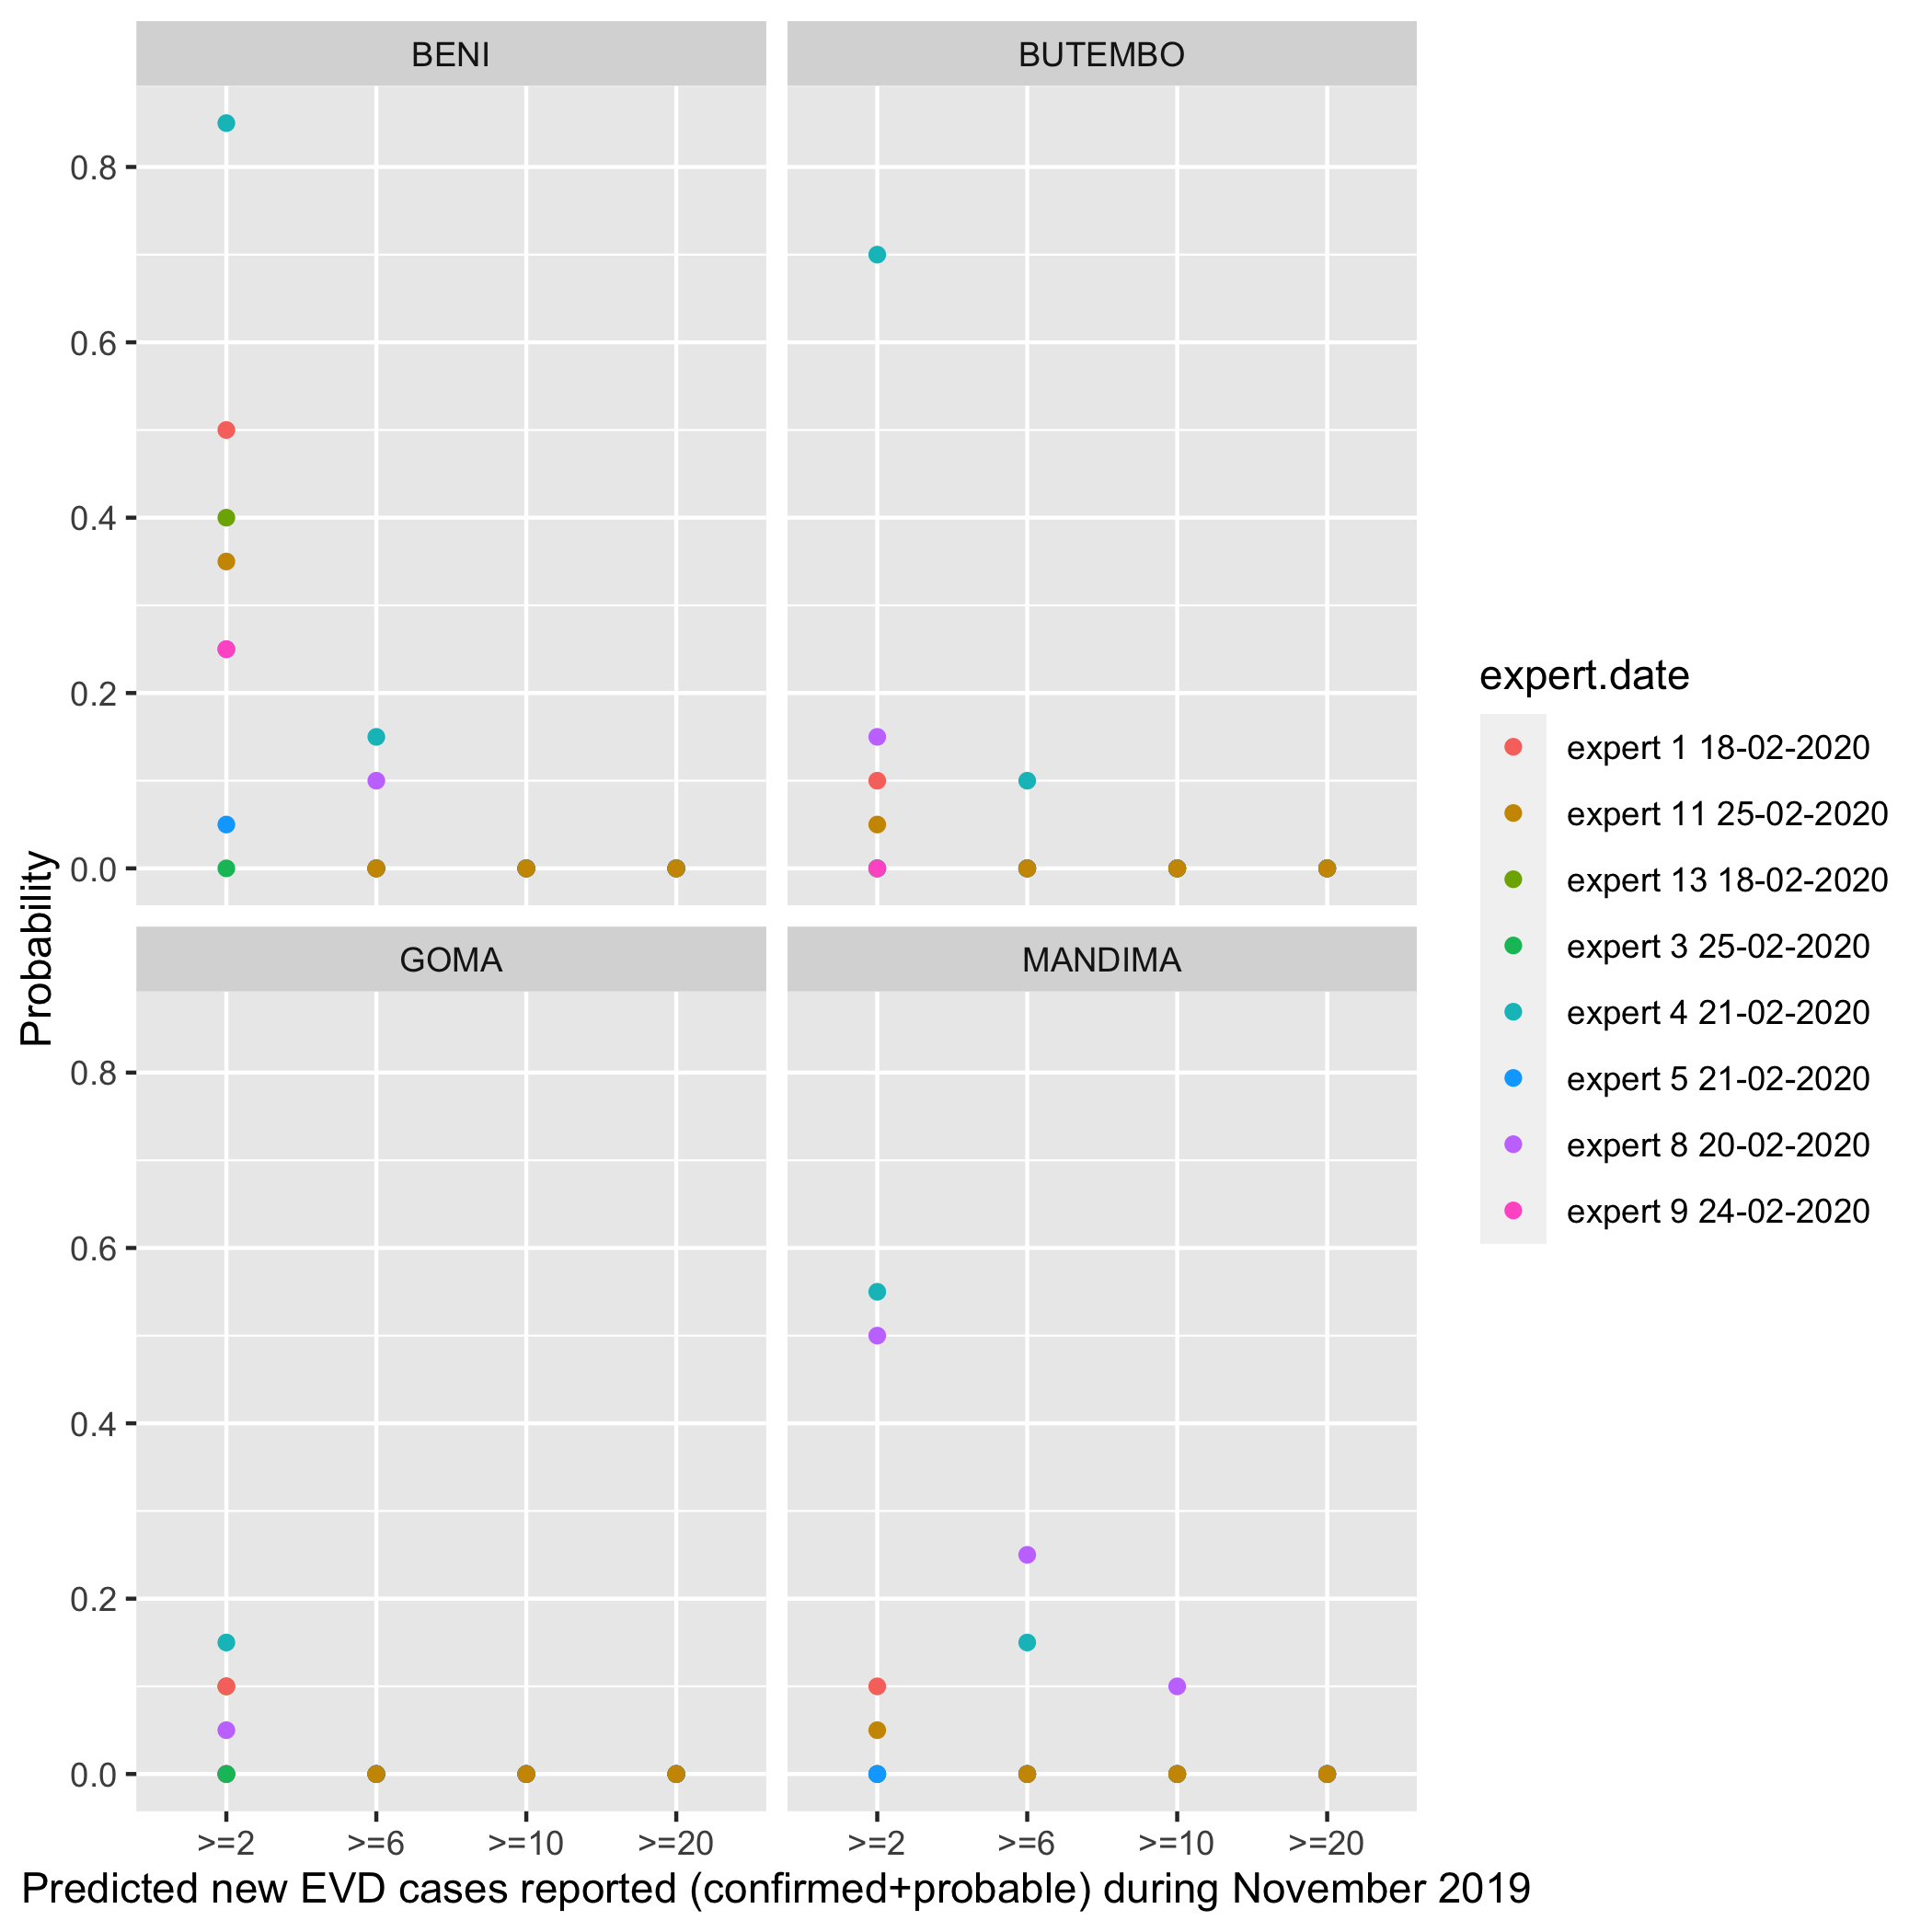 BENI
BUTEMBO
0.8
0.6
0.4
0.2
0.0
GOMA
MANDIMA
0.8
0.6
0.4
0.2
0.0
>=2 >=6 >=10 >=20 >=2 >=6 >=10 >=20
Predicted new EVD cases reported (confirmed+probable) during November 2019
Probability
expert.date
expert 1 18-02-2020
expert 11 25-02-2020
expert 13 18-02-2020
expert 3 25-02-2020
expert 4 21-02-2020
expert 5 21-02-2020
expert 8 20-02-2020
expert 9 24-02-2020